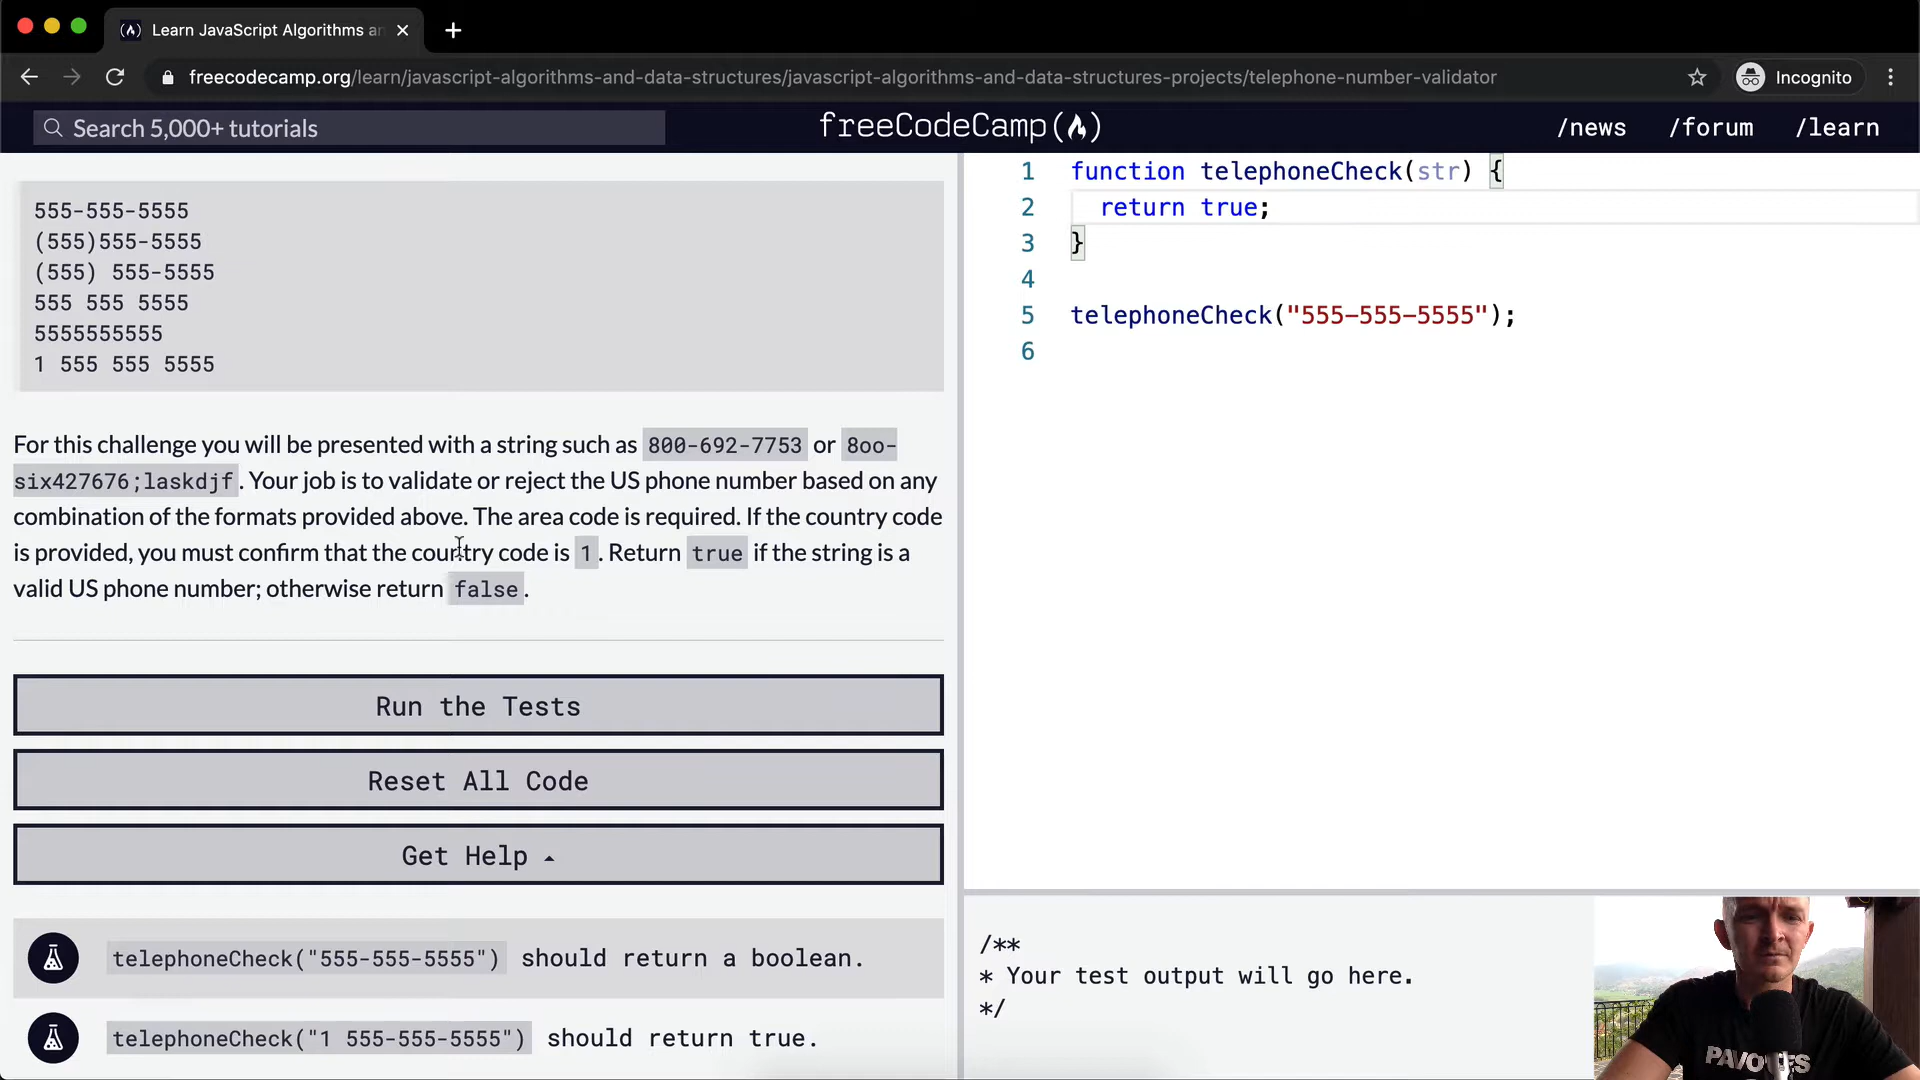 Learn JavaScript Algorithms an
freecodecamp.org/learn/javascript-algorithms-and-data-structures/javascript-algorithms-and-data-structures-projects/telephone-number-validator
Incognito
Search 5,000+ tutorials
freeCodeCamp(🔥)
/news /forum /learn
555-555-5555
(555)555-5555
(555) 555-5555
555 555 5555
5555555555
1 555 555 5555
For this challenge you will be presented with a string such as 800-692-7753 or 8oo-
six427676;laskdjf. Your job is to validate or reject the US phone number based on any
combination of the formats provided above. The area code is required. If the country code
is provided, you must confirm that the country code is 1. Return true if the string is a
valid US phone number; otherwise return false.
Run the Tests
Reset All Code
Get Help
telephoneCheck("555-555-5555") should return a boolean.
telephoneCheck("1 555-555-5555") should return true.
1 function telephoneCheck(str) {
2 return true;
3 }
4
5 telephoneCheck("555-555-5555");
6
/**
* Your test output will go here.
*/